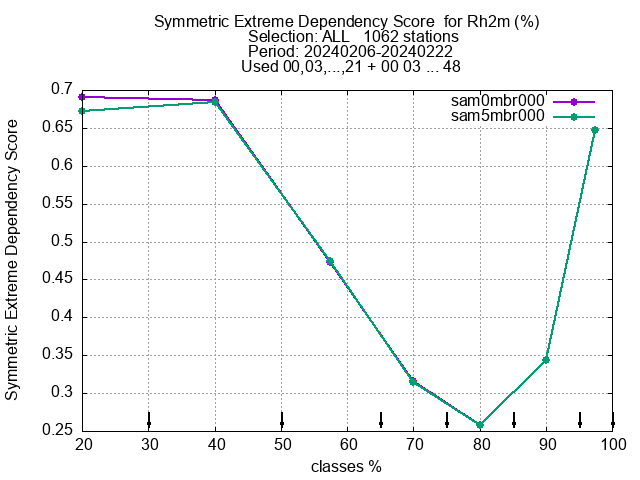 Symmetric Extreme Dependency Score  for Rh2m (%)
Selection: ALL   1062 stations
Period: 20240206-20240222
Used 00,03,...,21 + 00 03 ... 48
sam0mbr000
sam5mbr000
Symmetric Extreme Dependency Score
0.7
0.65
0.6
0.55
0.5
0.45
0.4
0.35
0.3
0.25
20 30 40 50 60 70 80 90 100
classes %